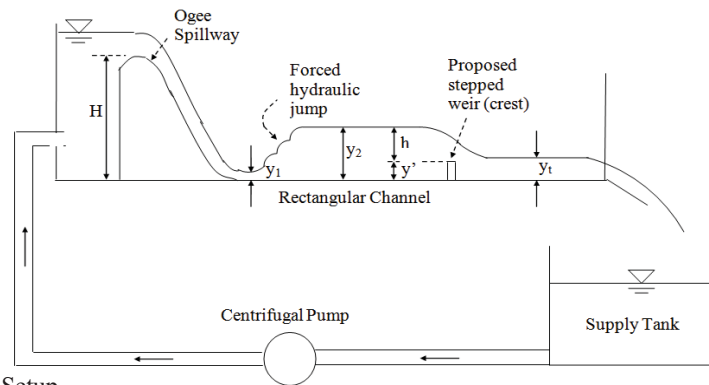 Ogee
Spillway
Forced
hydraulic
jump
Proposed
stepped
weir (crest)
H
h
y₁
y₂
y'
yₜ
Rectangular Channel
Centrifugal Pump
Supply Tank
Setup